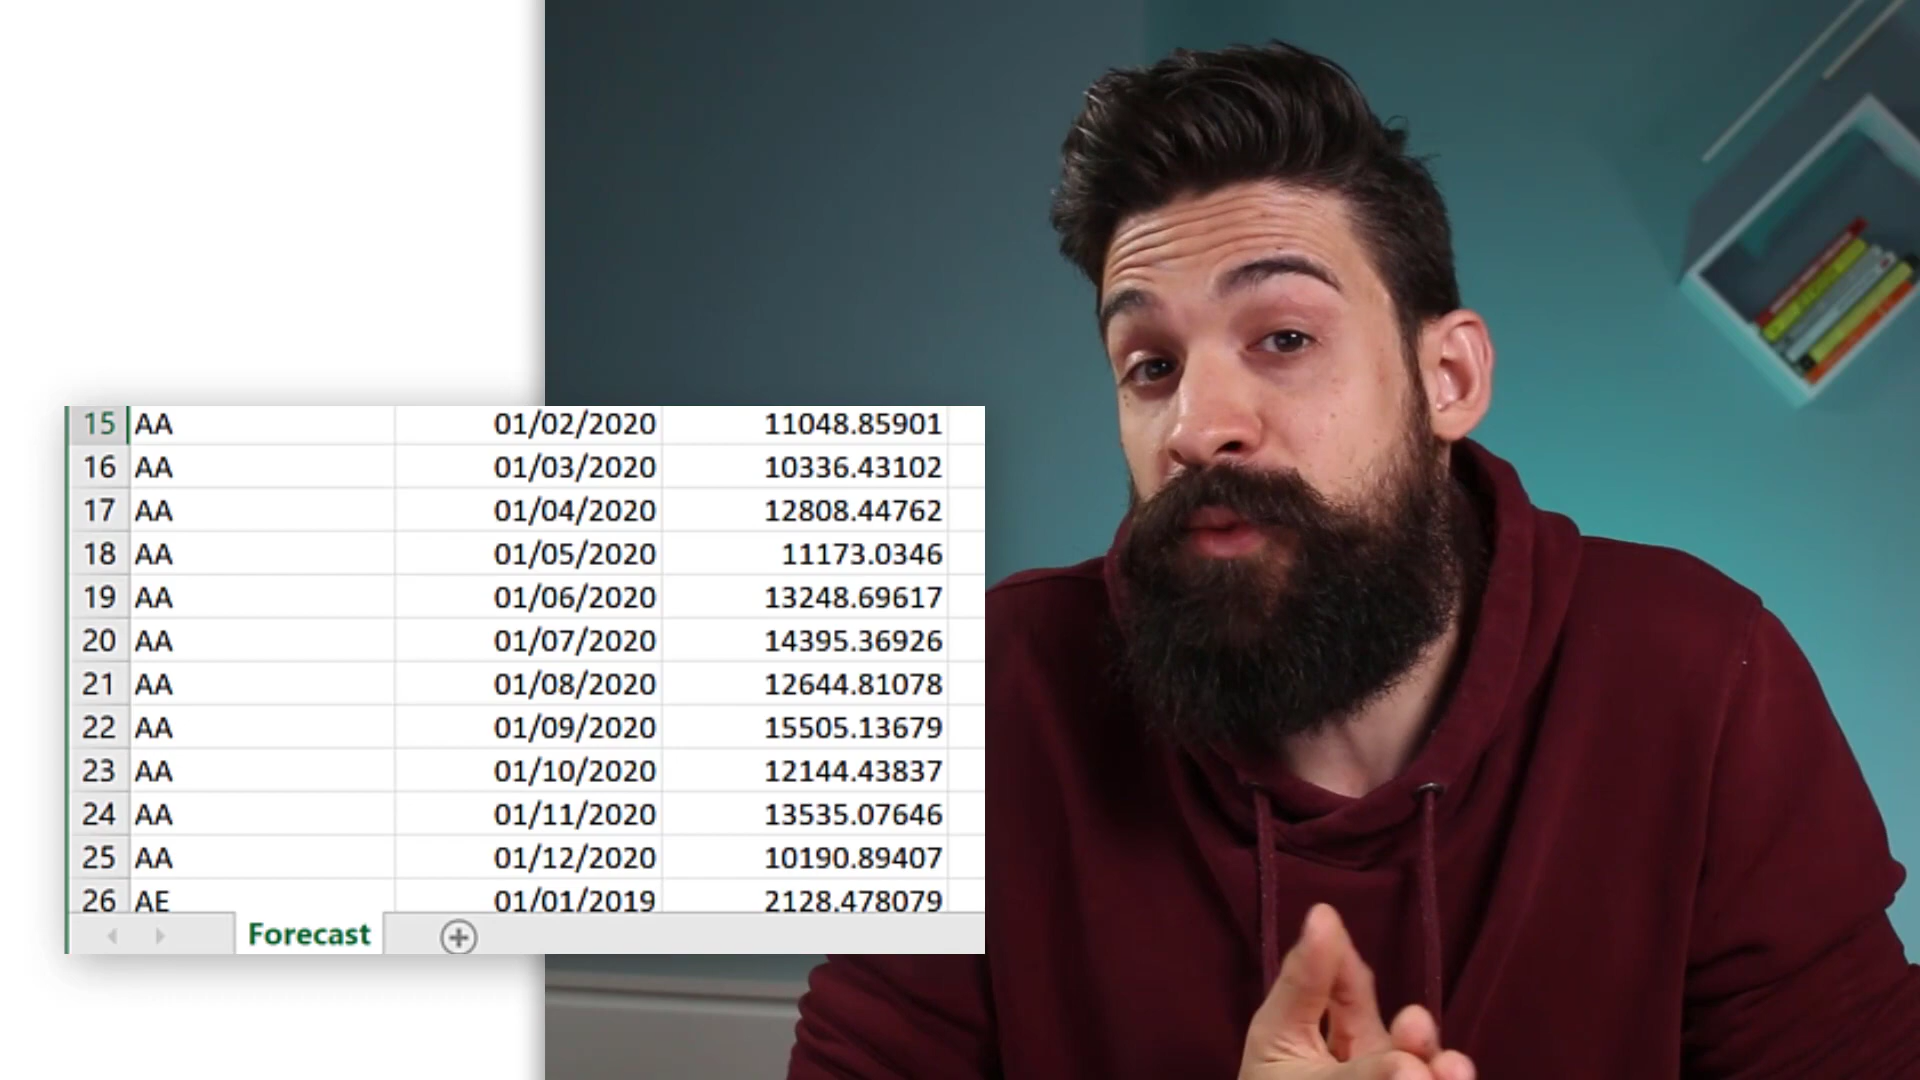 15 AA 01/02/2020 11048.85901
16 AA 01/03/2020 10336.43102
17 AA 01/04/2020 12808.44762
18 AA 01/05/2020 11173.0346
19 AA 01/06/2020 13248.69617
20 AA 01/07/2020 14395.36926
21 AA 01/08/2020 12644.81078
22 AA 01/09/2020 15505.13679
23 AA 01/10/2020 12144.43837
24 AA 01/11/2020 13535.07646
25 AA 01/12/2020 10190.89407
26 AE 01/01/2019 2128.478079
Forecast